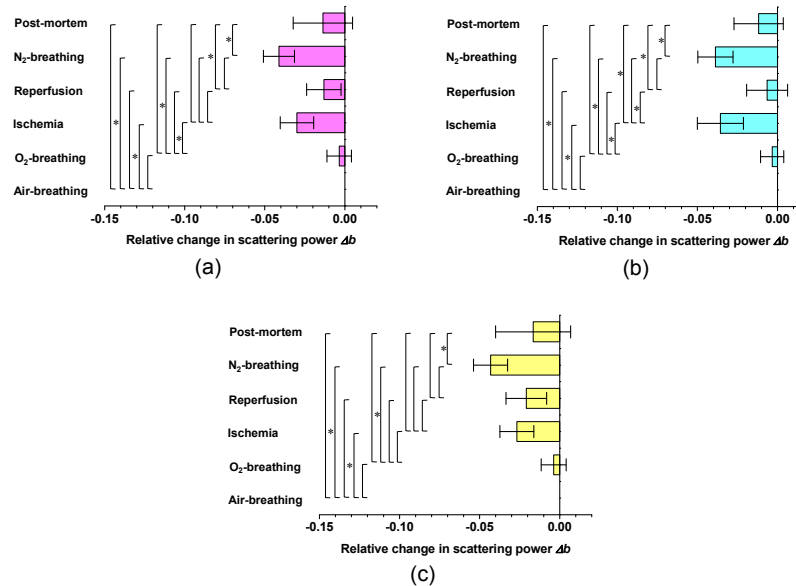 Post-mortem
N₂-breathing
Reperfusion
Ischemia
O₂-breathing
Air-breathing
* * * * * * *
-0.15 -0.10 -0.05 0.00
Relative change in scattering power Δb
(a)
Post-mortem
N₂-breathing
Reperfusion
Ischemia
O₂-breathing
Air-breathing
* * * * * * * * *
-0.15 -0.10 -0.05 0.00
Relative change in scattering power Δb
(b)
Post-mortem
N₂-breathing
Reperfusion
Ischemia
O₂-breathing
Air-breathing
* * * *
-0.15 -0.10 -0.05 0.00
Relative change in scattering power Δb
(c)